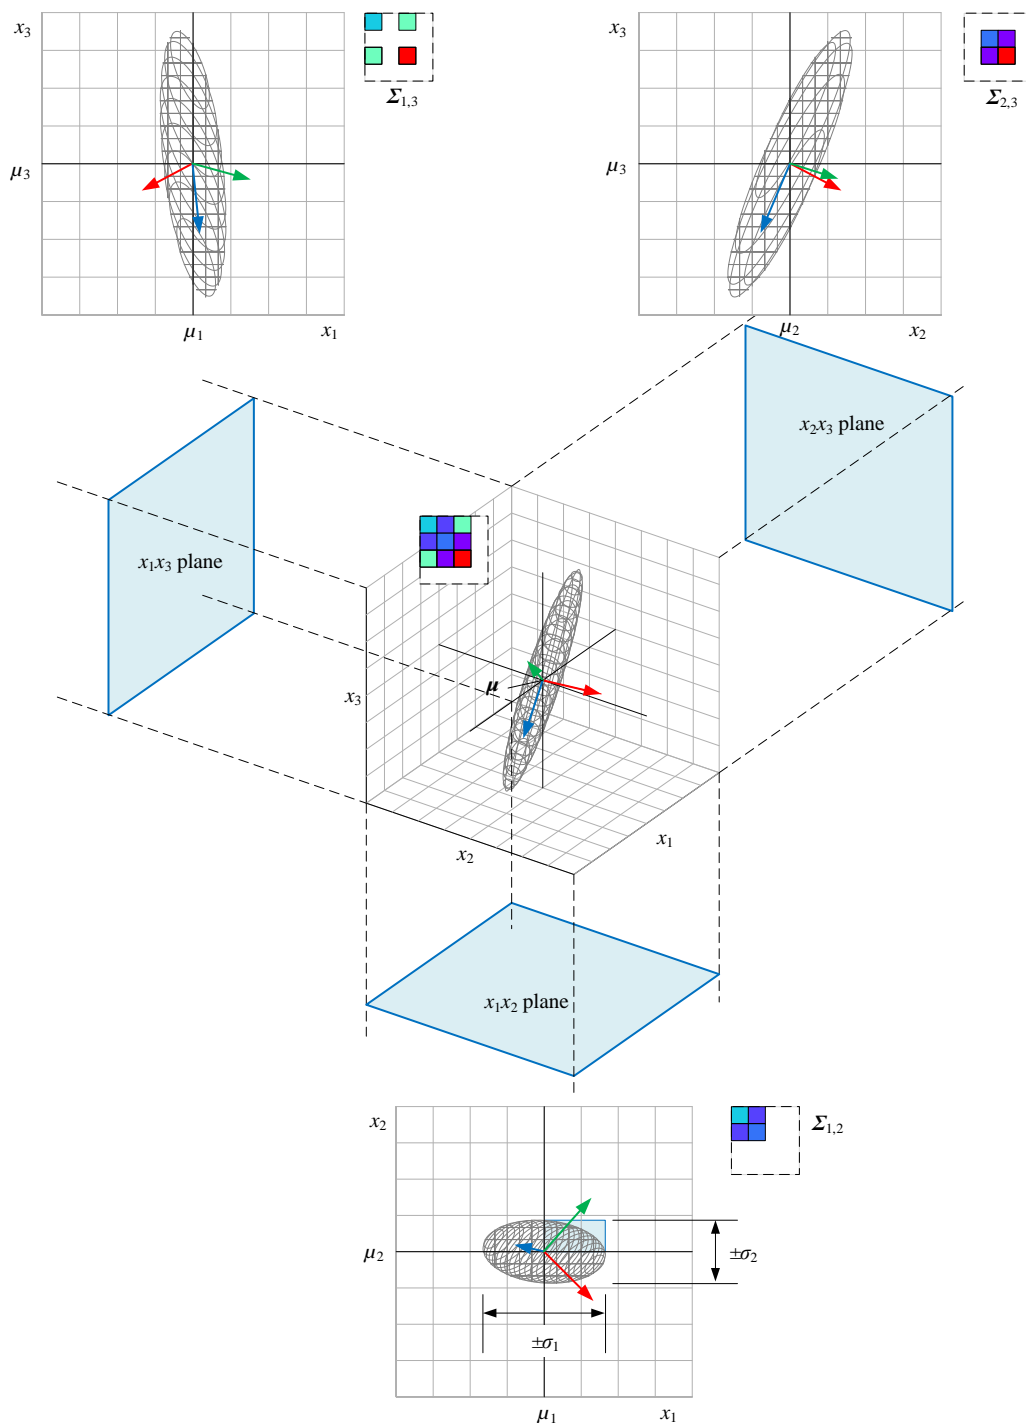 x₃
Σ₁,₃
μ₃
μ₁
x₁
x₃
Σ₂,₃
μ₃
μ₂
x₂
x₂x₃ plane
x₁x₃ plane
x₃
μ
x₂
x₁
x₁x₂ plane
x₂
Σ₁,₂
μ₂
±σ₂
±σ₁
μ₁
x₁